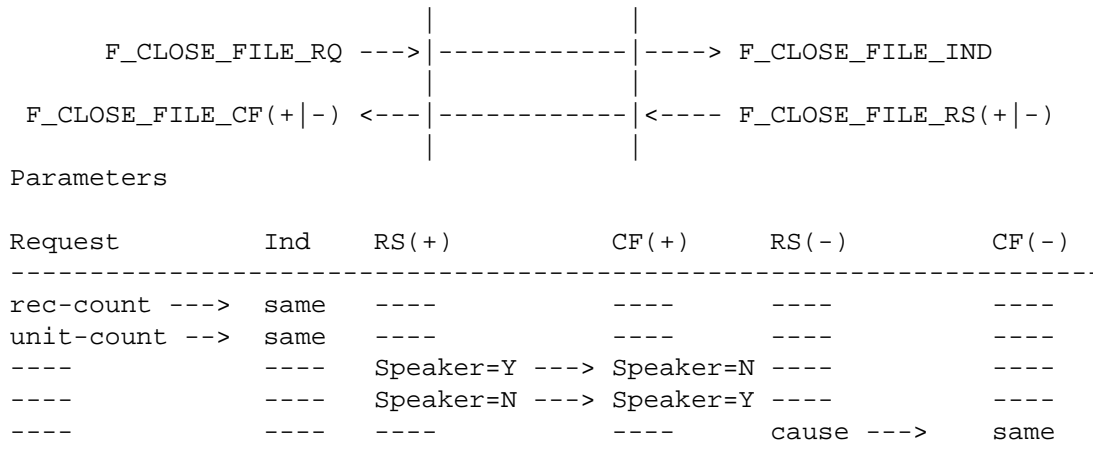 |            |
      F_CLOSE_FILE_RQ --->|------------|----> F_CLOSE_FILE_IND
                           |            |
 F_CLOSE_FILE_CF(+|-) <---|------------|<---- F_CLOSE_FILE_RS(+|-)
                           |            |
Parameters

Request         Ind    RS(+)          CF(+)     RS(-)         CF(-)
--------------------------------------------------------------------
rec-count --->  same   ----           ----      ----          ----
unit-count -->  same   ----           ----      ----          ----
----            ----   Speaker=Y ---> Speaker=N ----          ----
----            ----   Speaker=N ---> Speaker=Y ----          ----
----            ----   ----           ----      cause --->    same